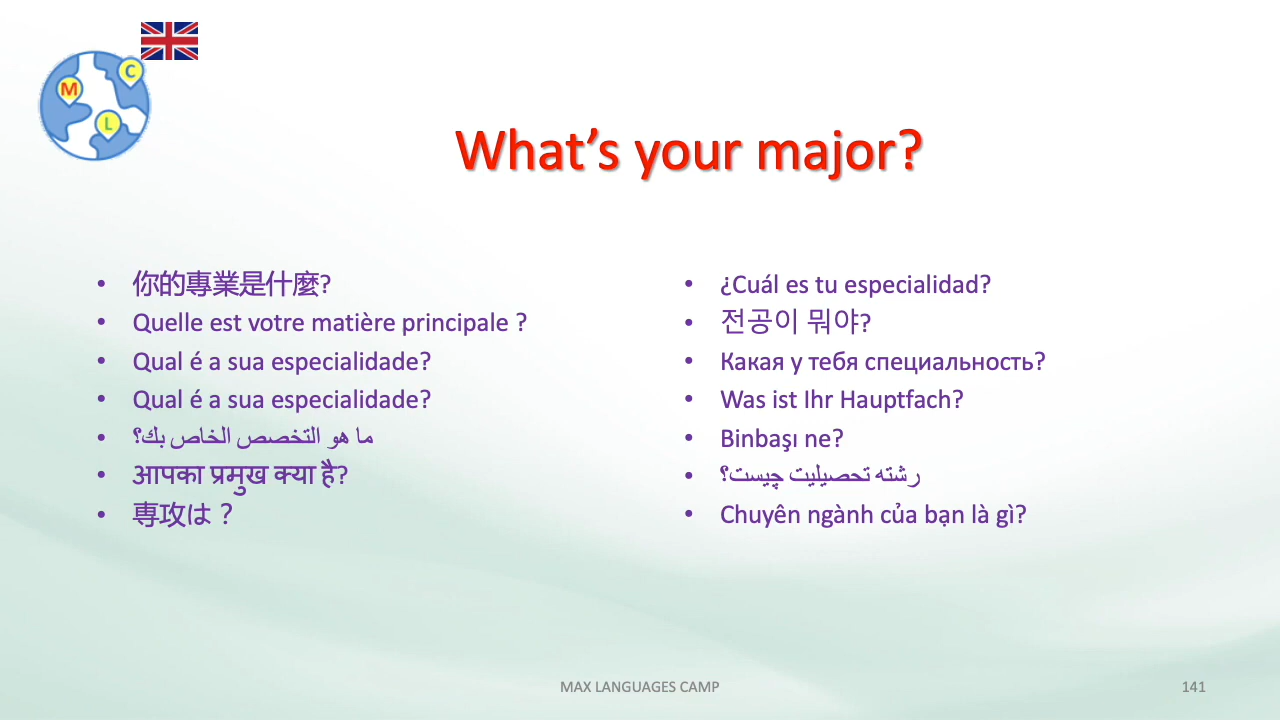 C
M
L
What’s your major?
• 你的專業是什麼?
• Quelle est votre matière principale ?
• Qual é a sua especialidade?
• Qual é a sua especialidade?
• ما هو التخصص الخاص بك؟
• आपका प्रमुख क्या है?
• 専攻は？
• ¿Cuál es tu especialidad?
• 전공이 뭐야?
• Какая у тебя специальность?
• Was ist Ihr Hauptfach?
• Binbaşı ne?
• رشته تحصیلیت چیست؟
• Chuyên ngành của bạn là gì?
MAX LANGUAGES CAMP
141